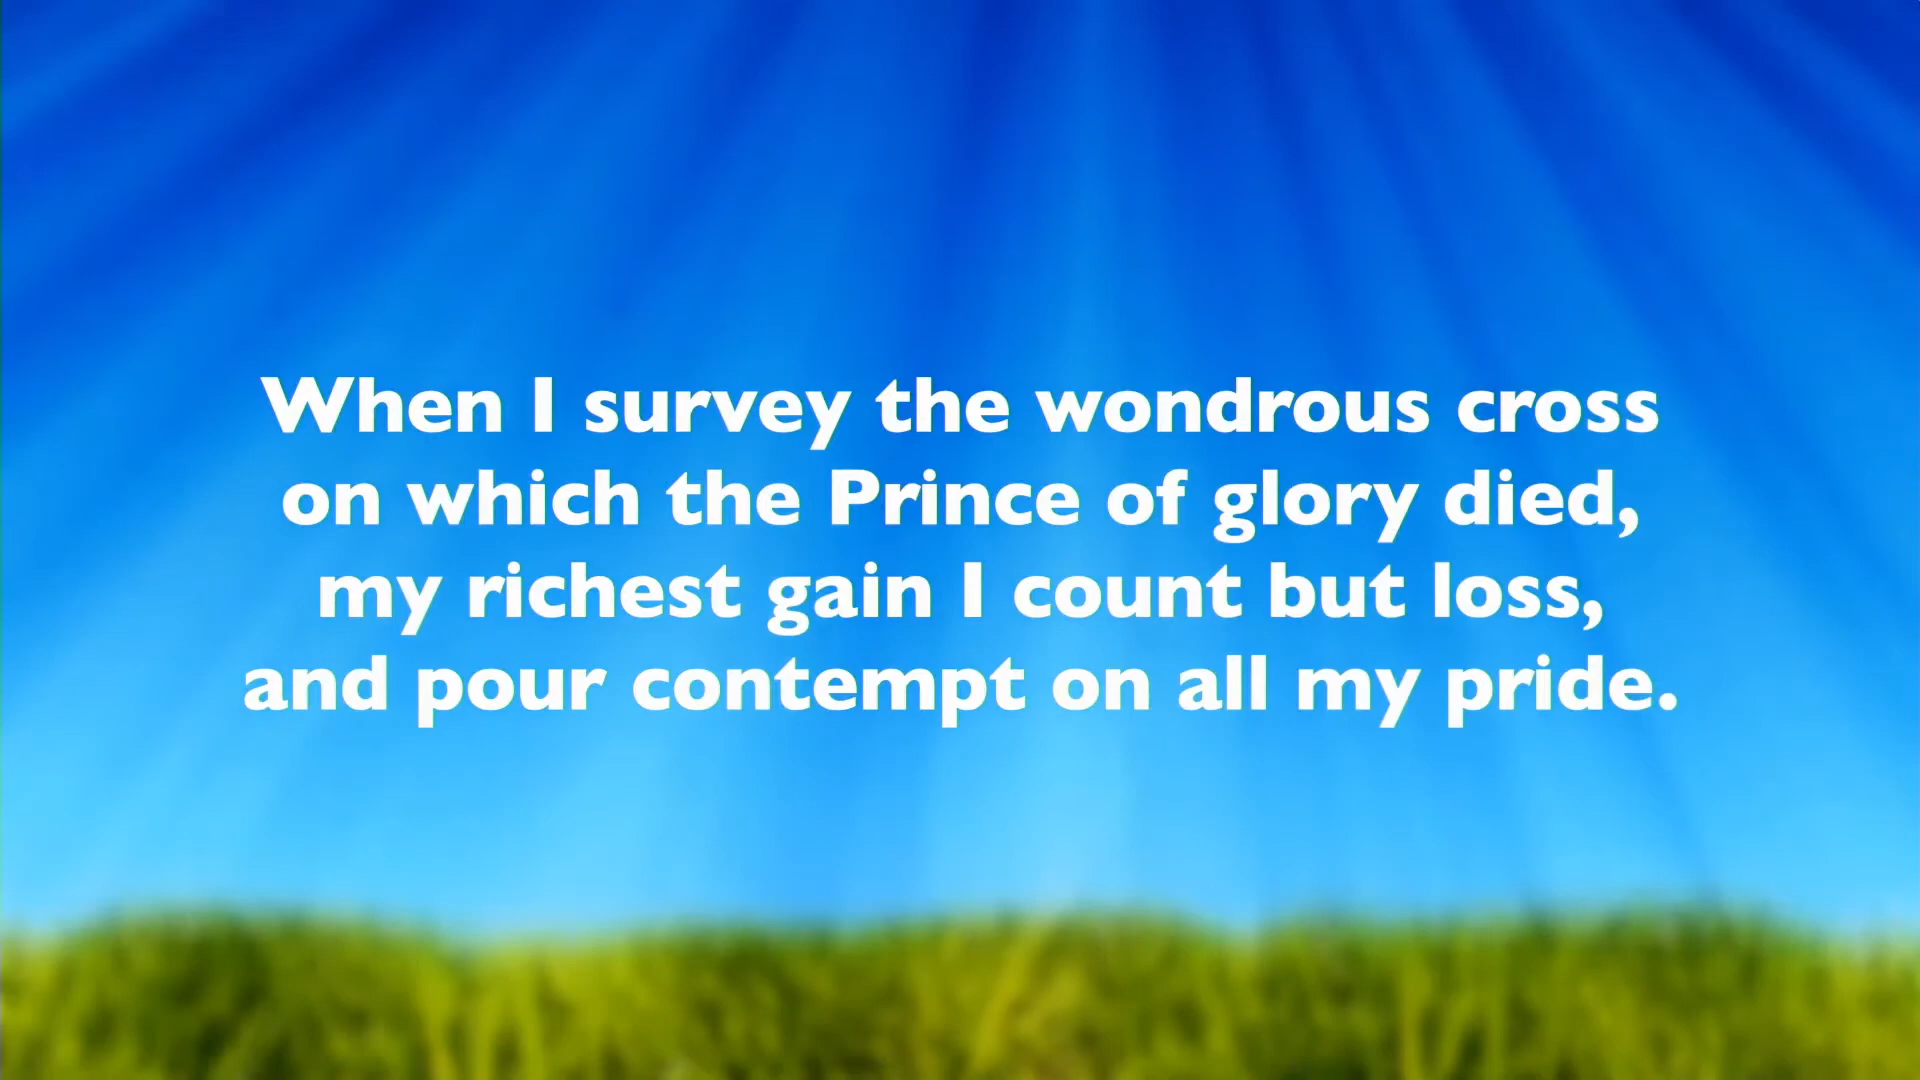 When I survey the wondrous cross
on which the Prince of glory died,
my richest gain I count but loss,
and pour contempt on all my pride.